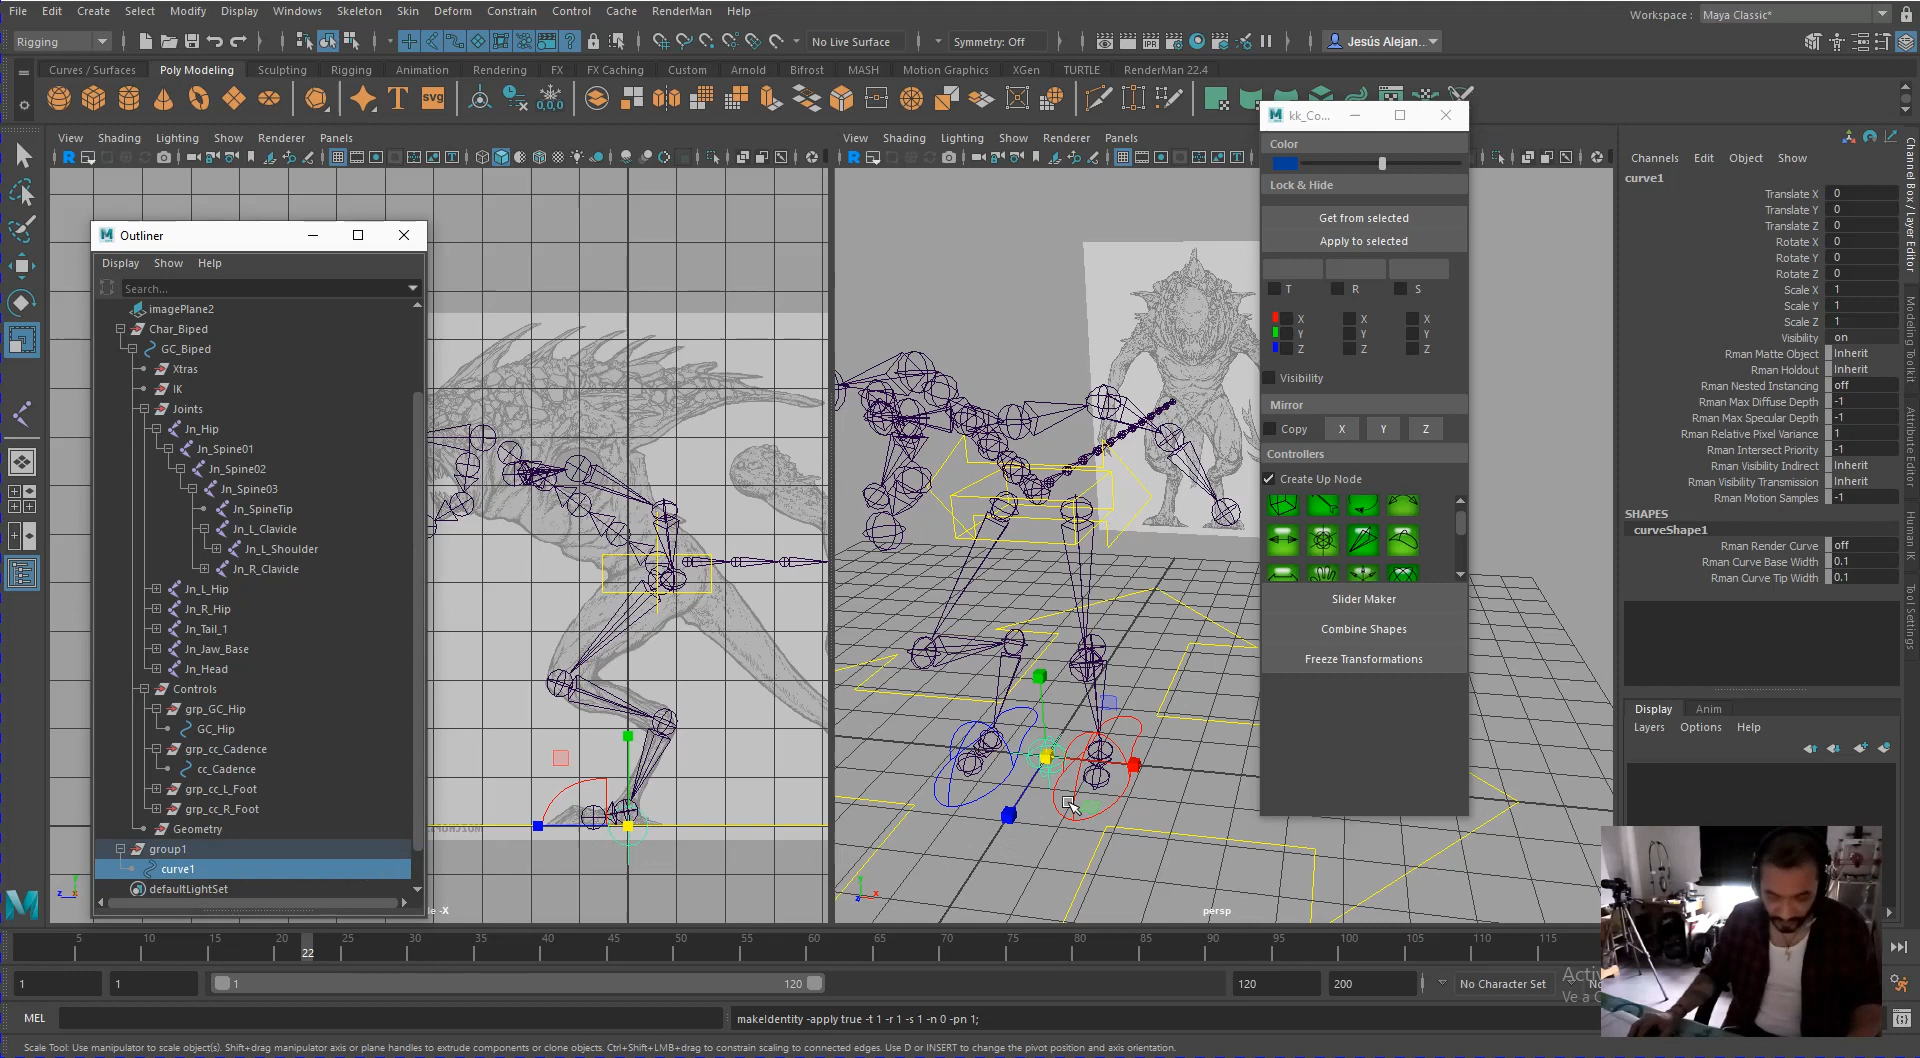 File Edit Create Select Modify Display Windows Skeleton Skin Deform Constrain Control Cache RenderMan Help
Workspace : Maya Classic*
Rigging
No Live Surface
Symmetry: Off
Jesús Alejan...
Curves / Surfaces Poly Modeling Sculpting Rigging Animation Rendering FX FX Caching Custom Arnold Bifrost MASH Motion Graphics XGen TURTLE RenderMan 22.4
View Shading Lighting Show Renderer Panels
View Shading Lighting Show Renderer Panels
Outliner
Display Show Help
Search...
imagePlane2
Char_Biped
GC_Biped
Xtras
IK
Joints
Jn_Hip
Jn_Spine01
Jn_Spine02
Jn_Spine03
Jn_SpineTip
Jn_L_Clavicle
Jn_L_Shoulder
Jn_R_Clavicle
Jn_L_Hip
Jn_R_Hip
Jn_Tail_1
Jn_Jaw_Base
Jn_Head
Controls
grp_GC_Hip
GC_Hip
grp_cc_Cadence
cc_Cadence
grp_cc_L_Foot
grp_cc_R_Foot
Geometry
group1
curve1
defaultLightSet
persp
kk_Co...
Color
Lock & Hide
Get from selected
Apply to selected
T R S
X X X
Y Y Y
Z Z Z
Visibility
Mirror
Copy X Y Z
Controllers
Create Up Node
Slider Maker
Combine Shapes
Freeze Transformations
Channels Edit Object Show
curve1
Translate X 0
Translate Y 0
Translate Z 0
Rotate X 0
Rotate Y 0
Rotate Z 0
Scale X 1
Scale Y 1
Scale Z 1
Visibility on
Rman Matte Object Inherit
Rman Holdout Inherit
Rman Nested Instancing off
Rman Max Diffuse Depth -1
Rman Max Specular Depth -1
Rman Relative Pixel Variance 1
Rman Intersect Priority -1
Rman Visibility Indirect Inherit
Rman Visibility Transmission Inherit
Rman Motion Samples -1
SHAPES
curveShape1
Rman Render Curve off
Rman Curve Base Width 0.1
Rman Curve Tip Width 0.1
Display Anim
Layers Options Help
Channel Box / Layer Editor
Modeling Toolkit
Attribute Editor
Human IK
Tool Settings
5 10 15 20 22 25 30 35 40 45 50 55 60 65 70 75 80 85 90 95 100 105 110 115
1 1 1 120 120 200 No Character Set
MEL
makeIdentity -apply true -t 1 -r 1 -s 1 -n 0 -pn 1;
Scale Tool: Use manipulator to scale object(s). Shift+drag manipulator axis or plane handles to extrude components or clone objects. Ctrl+Shift+LMB+drag to constrain scaling to connected edges. Use D or INSERT to change the pivot position and axis orientation.